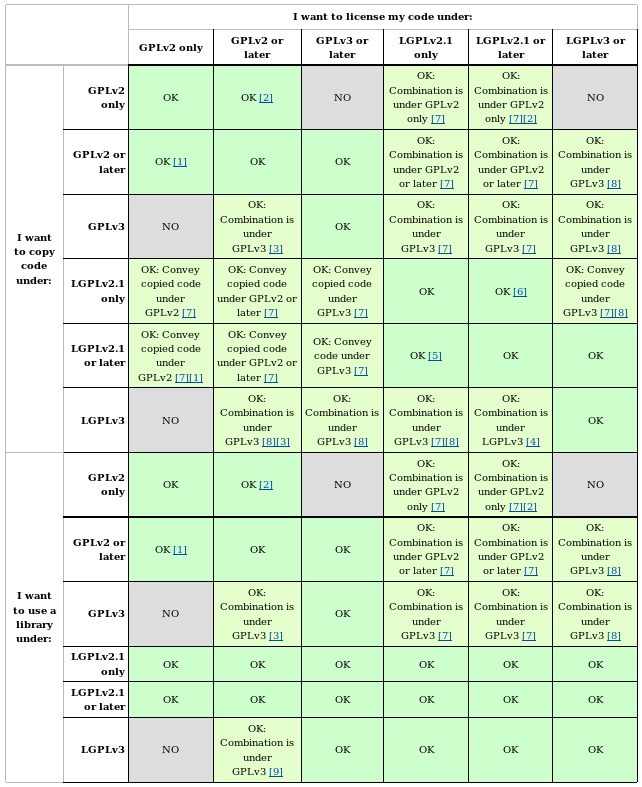 I want to license my code under:
GPLv2 only
GPLv2 or
later
GPLv3 or
later
LGPLv2.1
only
LGPLv2.1 or
later
LGPLv3 or
later
I want
to copy
code
under:
GPLv2
only
OK
OK [2]
NO
OK:
Combination is
under GPLv2
only [7]
OK:
Combination is
under GPLv2
only [7][2]
NO
GPLv2 or
later
OK [1]
OK
OK
OK:
Combination is
under GPLv2
or later [7]
OK:
Combination is
under GPLv2
or later [7]
OK:
Combination is
under
GPLv3 [8]
GPLv3
NO
OK:
Combination is
under
GPLv3 [3]
OK
OK:
Combination is
under
GPLv3 [7]
OK:
Combination is
under
GPLv3 [7]
OK:
Combination is
under
GPLv3 [8]
LGPLv2.1
only
OK: Convey
copied code
under
GPLv2 [7]
OK: Convey
copied code
under GPLv2 or
later [7]
OK: Convey
copied code
under
GPLv3 [7]
OK
OK [6]
OK: Convey
copied code
under
GPLv3 [7][8]
LGPLv2.1
or later
OK: Convey
copied code
under
GPLv2 [7][1]
OK: Convey
copied code
under GPLv2 or
later [7]
OK: Convey
code under
GPLv3 [7]
OK [5]
OK
OK
LGPLv3
NO
OK:
Combination is
under
GPLv3 [8][3]
OK:
Combination is
under
GPLv3 [8]
OK:
Combination is
under
GPLv3 [7][8]
OK:
Combination is
under
LGPLv3 [4]
OK
I want
to use a
library
under:
GPLv2
only
OK
OK [2]
NO
OK:
Combination is
under GPLv2
only [7]
OK:
Combination is
under GPLv2
only [7][2]
NO
GPLv2 or
later
OK [1]
OK
OK
OK:
Combination is
under GPLv2
or later [7]
OK:
Combination is
under GPLv2
or later [7]
OK:
Combination is
under
GPLv3 [8]
GPLv3
NO
OK:
Combination is
under
GPLv3 [3]
OK
OK:
Combination is
under
GPLv3 [7]
OK:
Combination is
under
GPLv3 [7]
OK:
Combination is
under
GPLv3 [8]
LGPLv2.1
only
OK
OK
OK
OK
OK
OK
LGPLv2.1
or later
OK
OK
OK
OK
OK
OK
LGPLv3
NO
OK:
Combination is
under
GPLv3 [9]
OK
OK
OK
OK